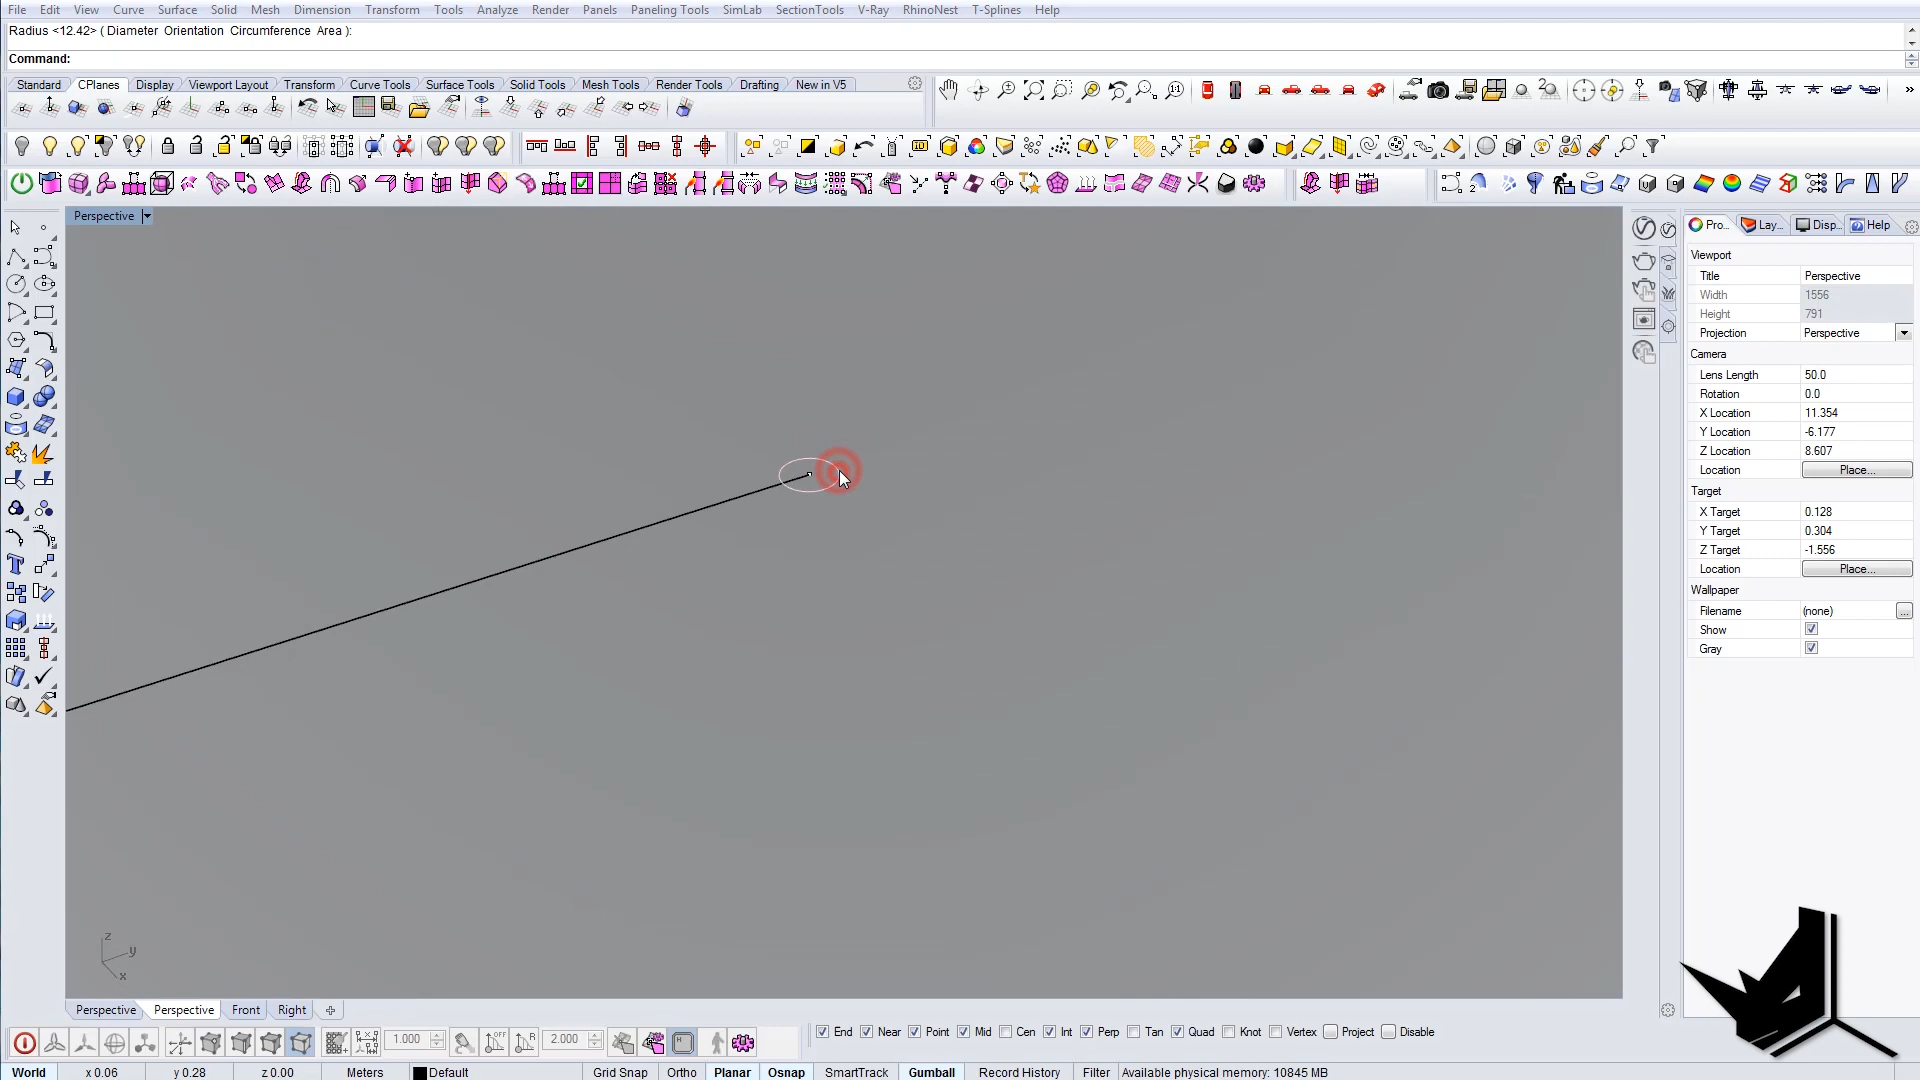 File Edit View Curve Surface Solid Mesh Dimension Transform Tools Analyze Render Panels Paneling Tools SimLab SectionTools V-Ray RhinoNest T-Splines Help
Radius <12.42> ( Diameter Orientation Circumference Area ):
Command:
Standard CPlanes Display Viewport Layout Transform Curve Tools Surface Tools Solid Tools Mesh Tools Render Tools Drafting New in V5
Perspective
Pro... Lay... Disp... Help
Viewport
Title Perspective
Width 1556
Height 791
Projection Perspective
Camera
Lens Length 50.0
Rotation 0.0
X Location 11.354
Y Location -6.177
Z Location 8.607
Location Place...
Target
X Target 0.128
Y Target 0.304
Z Target -1.556
Location Place...
Wallpaper
Filename (none) ...
Show
Gray
z
y
x
Perspective Perspective Front Right
1.000 2.000 End Near Point Mid Cen Int Perp Tan Quad Knot Vertex Project Disable
World x 0.06 y 0.28 z 0.00 Meters Default Grid Snap Ortho Planar Osnap SmartTrack Gumball Record History Filter Available physical memory: 10845 MB